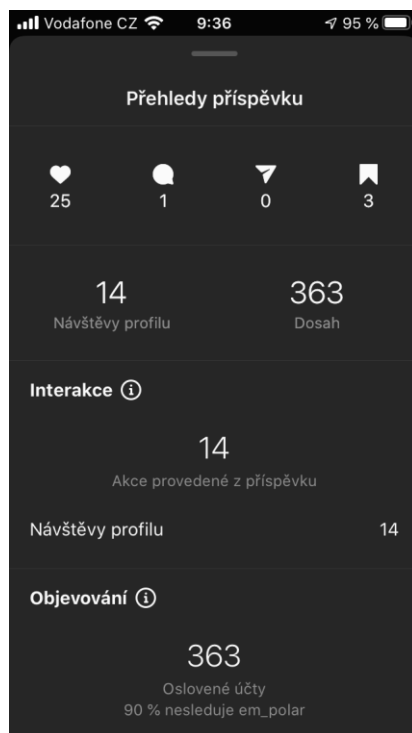 Vodafone CZ 9:36 95 %
Přehledy příspěvku
25 1 0 3
14 363
Návštěvy profilu Dosah
Interakce
14
Akce provedené z příspěvku
Návštěvy profilu 14
Objevování
363
Oslovené účty
90 % nesleduje em_polar